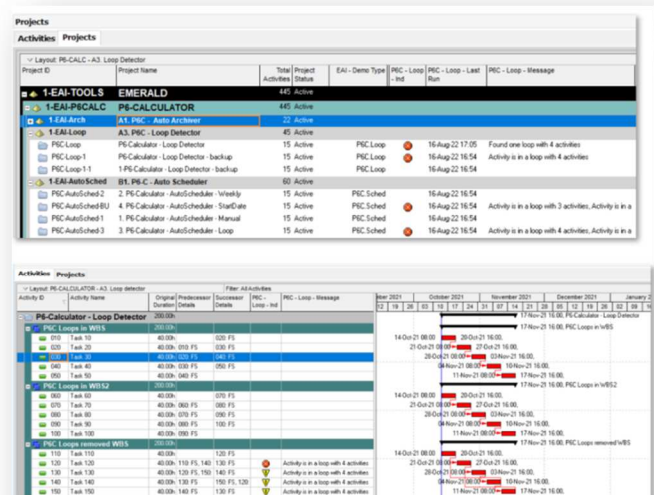 Projects
Activities Projects
Layout: P6-CALC - A3. Loop Detector
Project ID Project Name Total Activities Project Status EAI - Demo Type P6C - Loop - Ind P6C - Loop - Last Run P6C - Loop - Message
1-EAI-TOOLS EMERALD 445 Active
1-EAI-P6CALC P6-CALCULATOR 445 Active
1-EAI-Arch A1. P6C - Auto Archiver 22 Active
1-EAI-Loop A3. P6C - Loop Detector 45 Active
P6C-Loop P6-Calculator - Loop Detector 15 Active P6C.Loop 16-Aug-22 17:05 Found one loop with 4 activities
P6C-Loop-1 P6-Calculator - Loop Detector - backup 15 Active P6C.Loop 16-Aug-22 16:54 Activity is in a loop with 4 activities
P6C-Loop-1-1 1-P6-Calculator - Loop Detector - backup 15 Active P6C.Loop 16-Aug-22 16:54
1-EAI-AutoSched B1. P6-C - Auto Scheduler 60 Active
P6C-AutoSched-2 2. P6-Calculator - AutoScheduler - Weekly 15 Active P6C.Sched 16-Aug-22 16:54
P6C-AutoSched-BU 4. P6-Calculator - AutoScheduler - StartDate 15 Active P6C.Sched 16-Aug-22 16:54 Activity is in a loop with 3 activities, Activity is in a
P6C-AutoSched-1 1. P6-Calculator - AutoScheduler - Manual 15 Active P6C.Sched 16-Aug-22 16:54
P6C-AutoSched-3 3. P6-Calculator - AutoScheduler - Loop 15 Active P6C.Sched 16-Aug-22 16:54 Activity is in a loop with 4 activities, Activity is in a
Activities Projects
Layout: P6-CALCULATOR - A3. Loop detector Filter: All Activities
Activity ID Activity Name Original Duration Predecessor Details Successor Details P6C - Loop - Ind P6C - Loop - Message October 2021 November 2021 December 2021 January 2
P6-Calculator - Loop Detector 200.00h 17-Nov-21 16:00, P6-Calculator - Loop Detector
P6C Loops in WBS 200.00h 17-Nov-21 16:00, P6C Loops in WBS
010 Task 10 40.00h 020: FS 14-Oct-21 08:00 20-Oct-21 16:00,
020 Task 20 40.00h 010: FS 030: FS 21-Oct-21 08:00 27-Oct-21 16:00,
030 Task 30 40.00h 020: FS 040: FS 28-Oct-21 08:00 03-Nov-21 16:00,
040 Task 40 40.00h 030: FS 050: FS 04-Nov-21 08:00 10-Nov-21 16:00,
050 Task 50 40.00h 040: FS 11-Nov-21 08:00 17-Nov-21 16:00,
P6C Loops in WBS2 200.00h 17-Nov-21 16:00, P6C Loops in WBS2
060 Task 60 40.00h 070: FS 14-Oct-21 08:00 20-Oct-21 16:00,
070 Task 70 40.00h 060: FS 080: FS 21-Oct-21 08:00 27-Oct-21 16:00,
080 Task 80 40.00h 070: FS 090: FS 28-Oct-21 08:00 03-Nov-21 16:00,
090 Task 90 40.00h 080: FS 100: FS 04-Nov-21 08:00 10-Nov-21 16:00,
100 Task 100 40.00h 090: FS 11-Nov-21 08:00 17-Nov-21 16:00,
P6C Loops removed WBS 200.00h 17-Nov-21 16:00, P6C Loops removed WBS
110 Task 110 40.00h 120: FS 14-Oct-21 08:00 20-Oct-21 16:00,
120 Task 120 40.00h 110: FS, 140 130: FS Activity is in a loop with 4 activities 21-Oct-21 08:00 27-Oct-21 16:00,
130 Task 130 40.00h 120: FS, 150 140: FS Activity is in a loop with 4 activities 28-Oct-21 08:00 03-Nov-21 16:00,
140 Task 140 40.00h 130: FS 150: FS, 120 Activity is in a loop with 4 activities 04-Nov-21 08:00 10-Nov-21 16:00,
150 Task 150 40.00h 140: FS 130: FS Activity is in a loop with 4 activities 11-Nov-21 08:00 17-Nov-21 16:00,